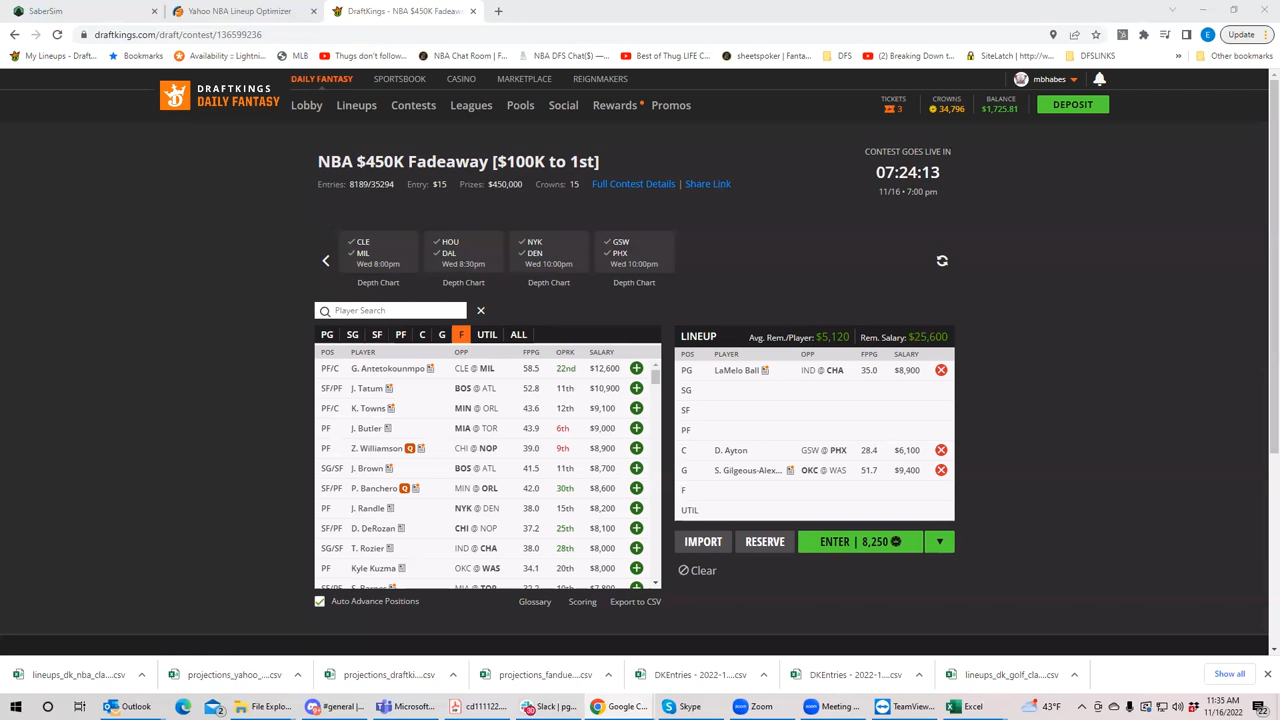 SaberSim
Yahoo NBA Lineup Optimizer
DraftKings - NBA $450K Fadeaw
draftkings.com/draft/contest/136599236
E
Update
My Lineups - Draft...
Bookmarks
Availability :: Lightni...
MLB
Thugs don't follow...
NBA Chat Room | F...
NBA DFS Chat($) -...
Best of Thug LIFE C...
sheetspoker | Fanta...
DFS
(2) Breaking Down t...
SiteLatch | http://w...
DFSLINKS
»
Other bookmarks
DAILY FANTASY
SPORTSBOOK
CASINO
MARKETPLACE
REIGNMAKERS
mbhabes
DRAFTKINGS
DAILY FANTASY
Lobby
Lineups
Contests
Leagues
Pools
Social
Rewards
Promos
TICKETS
3
CROWNS
34,796
BALANCE
$1,725.81
DEPOSIT
NBA $450K Fadeaway [$100K to 1st]
Entries: 8189/35294
Entry: $15
Prizes: $450,000
Crowns: 15
Full Contest Details | Share Link
CONTEST GOES LIVE IN
07:24:13
11/16 • 7:00 pm
CLE
MIL
Wed 8:00pm
Depth Chart
HOU
DAL
Wed 8:30pm
Depth Chart
NYK
DEN
Wed 10:00pm
Depth Chart
GSW
PHX
Wed 10:00pm
Depth Chart
Player Search
PG SG SF PF C G F UTIL ALL
POS PLAYER OPP FPPG OPRK SALARY
PF/C G. Antetokounmpo CLE @ MIL 58.5 22nd $12,600
SF/PF J. Tatum BOS @ ATL 52.8 11th $10,900
PF/C K. Towns MIN @ ORL 43.6 12th $9,100
PF J. Butler MIA @ TOR 43.9 6th $9,000
PF Z. Williamson Q CHI @ NOP 39.0 9th $8,900
SG/SF J. Brown BOS @ ATL 41.5 11th $8,700
SF/PF P. Banchero Q MIN @ ORL 42.0 30th $8,600
PF J. Randle NYK @ DEN 38.0 15th $8,200
SF/PF D. DeRozan CHI @ NOP 37.2 25th $8,100
SG/SF T. Rozier IND @ CHA 38.0 28th $8,000
PF Kyle Kuzma OKC @ WAS 34.1 20th $8,000
Auto Advance Positions
Glossary
Scoring
Export to CSV
LINEUP
Avg. Rem./Player: $5,120
Rem. Salary: $25,600
POS PLAYER OPP FPPG SALARY
PG LaMelo Ball IND @ CHA 35.0 $8,900
SG
SF
PF
C D. Ayton GSW @ PHX 28.4 $6,100
G S. Gilgeous-Alex... OKC @ WAS 51.7 $9,400
F
UTIL
IMPORT
RESERVE
ENTER | 8,250
Clear
lineups_dk_nba_cla....csv
projections_yahoo_....csv
projections_draftki....csv
projections_fandue....csv
DKEntries - 2022-1....csv
DKEntries - 2022-1....csv
lineups_dk_golf_cla....csv
Show all
Outlook
2
File Explo...
#general |...
Microsoft...
cd111122...
Slack | pg...
Google C...
Skype
Zoom
Meeting ...
TeamView...
Excel
43°F
11:35 AM
11/16/2022
22